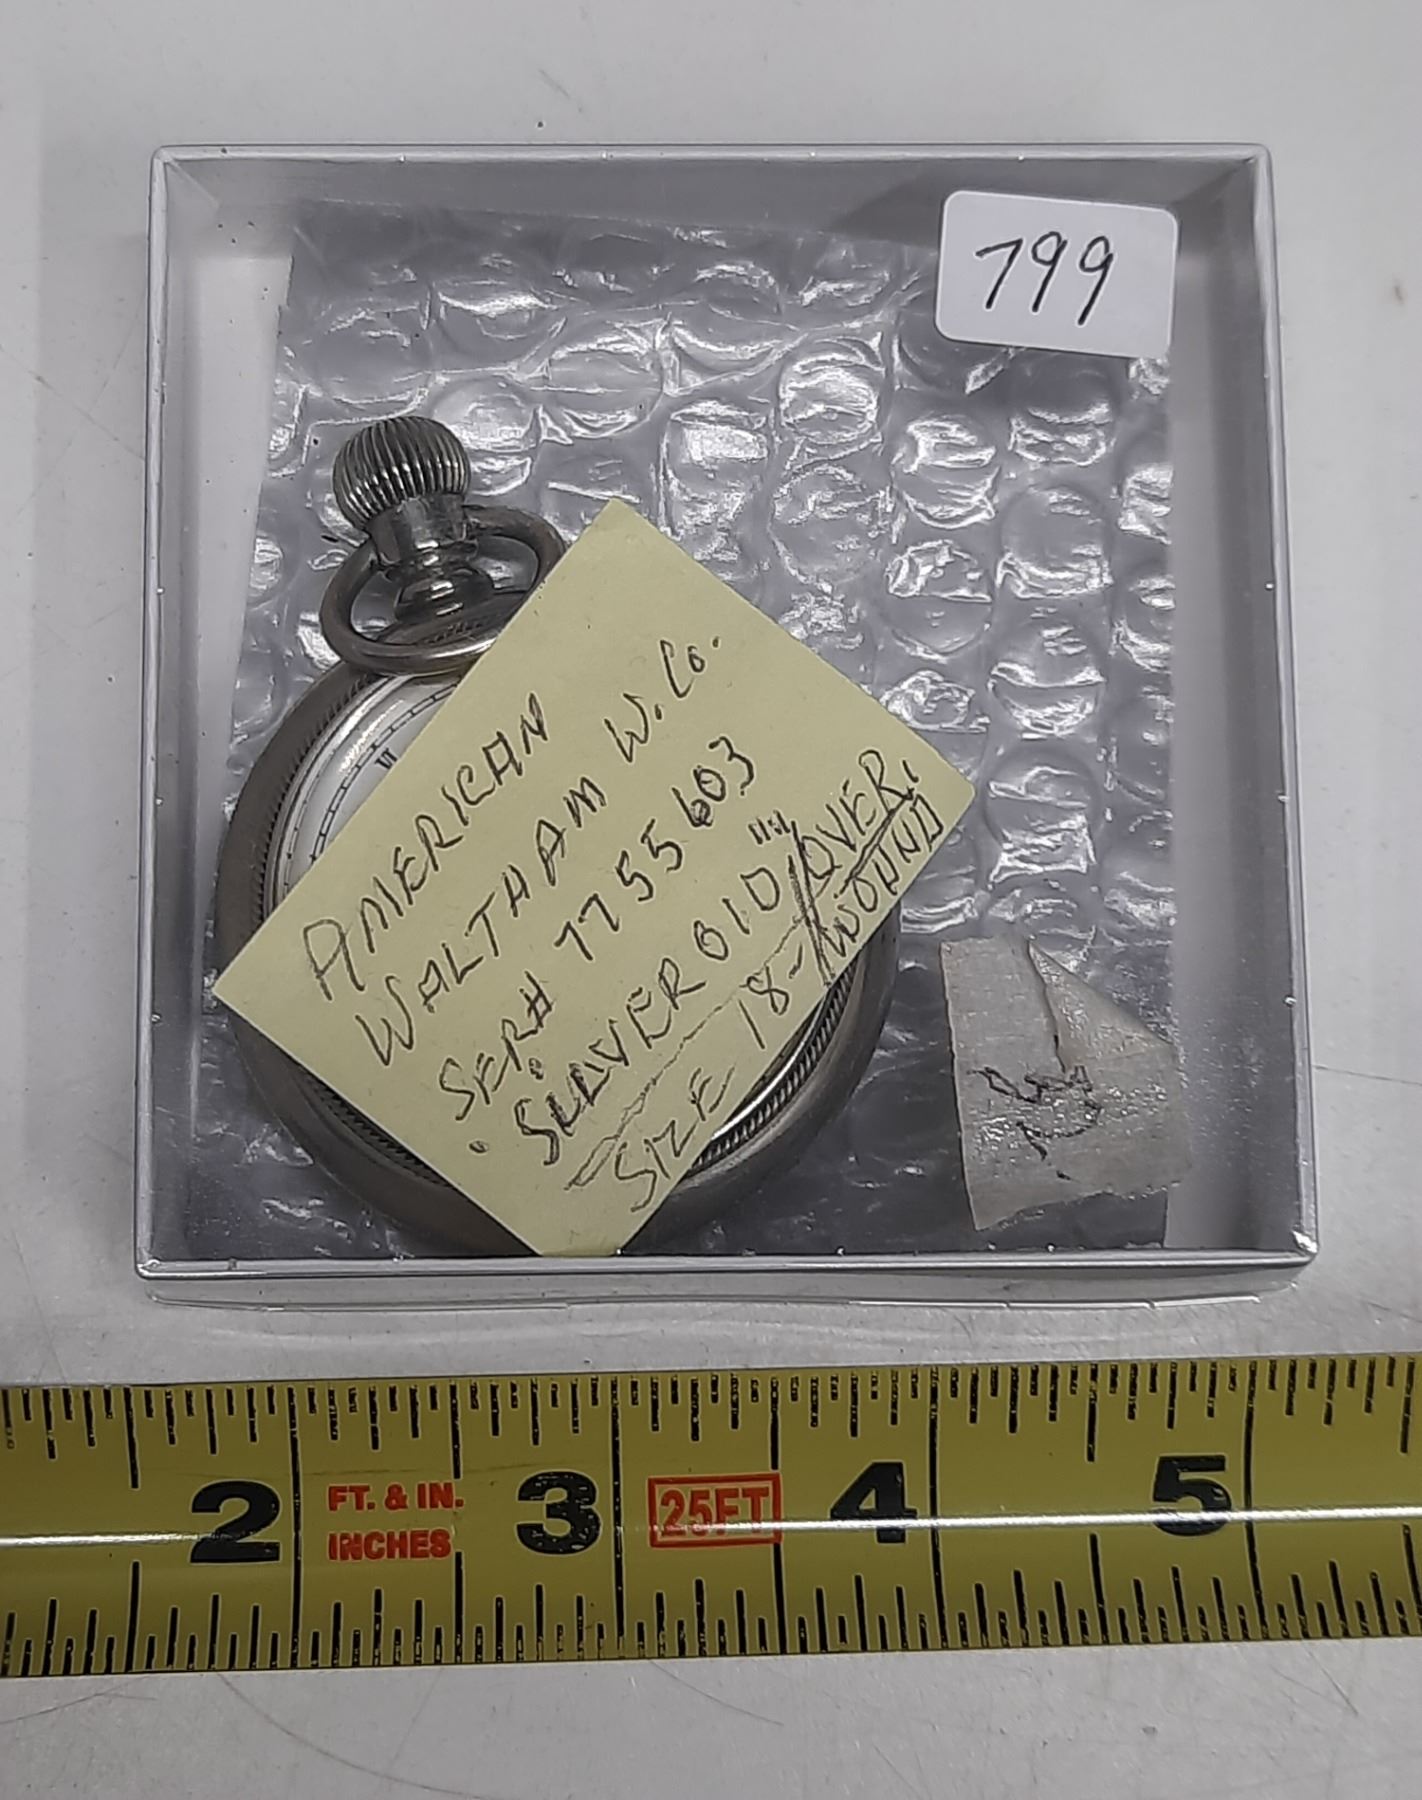 799
AMERICAN
WALTHAM W. Co.
SER# 7755603
SILVEROID "" OVER.
SIZE 18- WOUND
2 FT. & IN. 3 25FT 4 5
INCHES